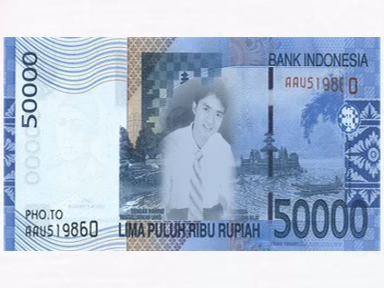 BANK INDONESIA
AAU519860
50000
PHO.TO
AAU519860
LIMA PULUH RIBU RUPIAH
50000